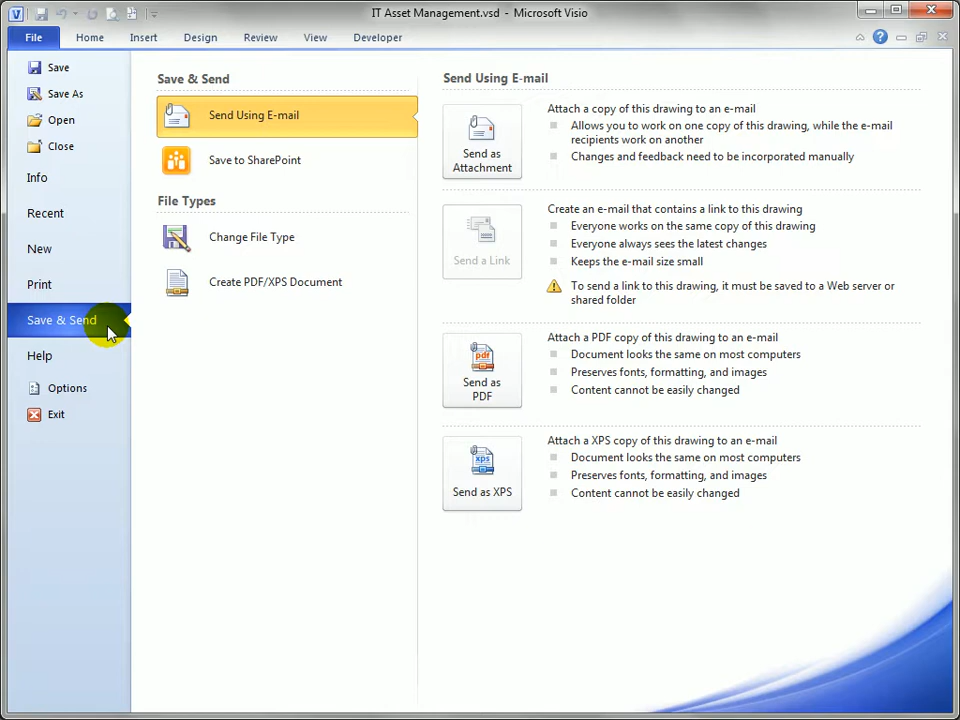 IT Asset Management.vsd - Microsoft Visio
File Home Insert Design Review View Developer
Save
Save As
Open
Close
Info
Recent
New
Print
Save & Send
Help
Options
Exit
Save & Send
Send Using E-mail
Save to SharePoint
File Types
Change File Type
Create PDF/XPS Document
Send Using E-mail
Send as
Attachment
Attach a copy of this drawing to an e-mail
Allows you to work on one copy of this drawing, while the e-mail
recipients work on another
Changes and feedback need to be incorporated manually
Send a Link
Create an e-mail that contains a link to this drawing
Everyone works on the same copy of this drawing
Everyone always sees the latest changes
Keeps the e-mail size small
To send a link to this drawing, it must be saved to a Web server or
shared folder
pdf
Send as
PDF
Attach a PDF copy of this drawing to an e-mail
Document looks the same on most computers
Preserves fonts, formatting, and images
Content cannot be easily changed
xps
Send as XPS
Attach a XPS copy of this drawing to an e-mail
Document looks the same on most computers
Preserves fonts, formatting, and images
Content cannot be easily changed